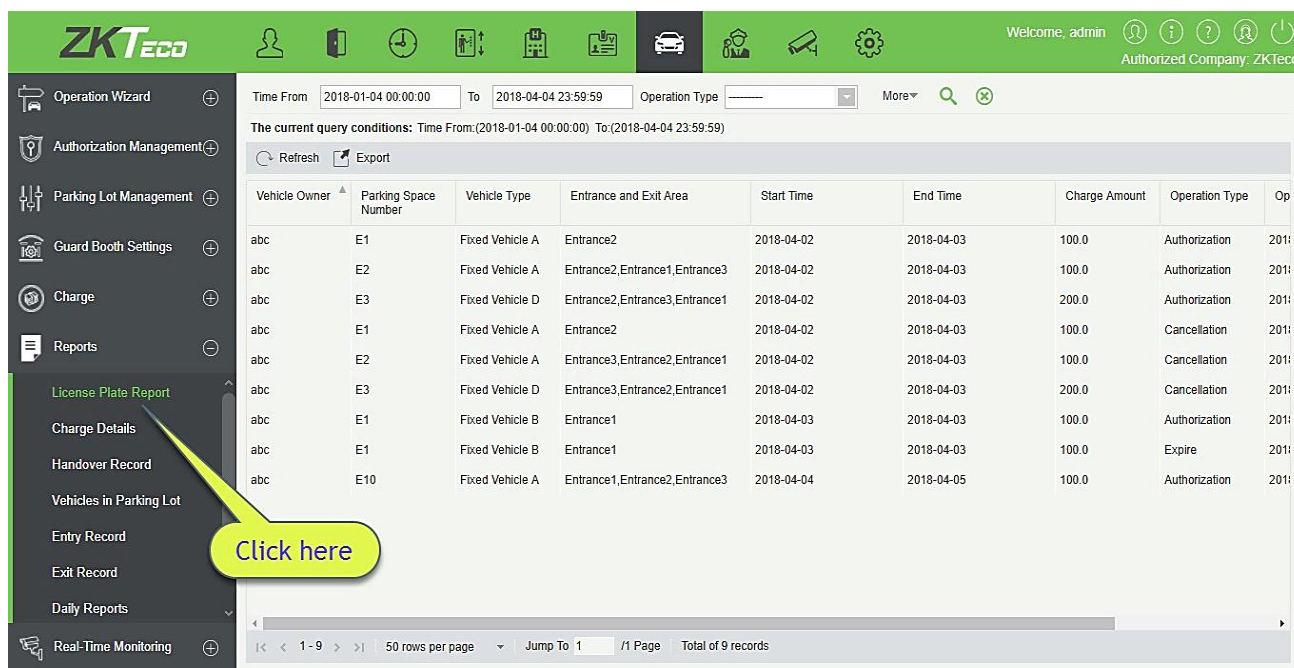 ZKTeco
Welcome, admin
Authorized Company: ZKTeco
Operation Wizard
Authorization Management
Parking Lot Management
Guard Booth Settings
Charge
Reports
License Plate Report
Charge Details
Handover Record
Vehicles in Parking Lot
Entry Record
Exit Record
Daily Reports
Real-Time Monitoring
Click here
Time From 2018-01-04 00:00:00 To 2018-04-04 23:59:59 Operation Type --------- More
The current query conditions: Time From:(2018-01-04 00:00:00) To:(2018-04-04 23:59:59)
Refresh Export
Vehicle Owner Parking Space Number Vehicle Type Entrance and Exit Area Start Time End Time Charge Amount Operation Type Op
abc E1 Fixed Vehicle A Entrance2 2018-04-02 2018-04-03 100.0 Authorization 2018
abc E2 Fixed Vehicle A Entrance2,Entrance1,Entrance3 2018-04-02 2018-04-03 100.0 Authorization 2018
abc E3 Fixed Vehicle D Entrance2,Entrance3,Entrance1 2018-04-02 2018-04-03 200.0 Authorization 2018
abc E1 Fixed Vehicle A Entrance2 2018-04-02 2018-04-03 100.0 Cancellation 2018
abc E2 Fixed Vehicle A Entrance3,Entrance2,Entrance1 2018-04-02 2018-04-03 100.0 Cancellation 2018
abc E3 Fixed Vehicle D Entrance3,Entrance2,Entrance1 2018-04-02 2018-04-03 200.0 Cancellation 2018
abc E1 Fixed Vehicle B Entrance1 2018-04-03 2018-04-03 100.0 Authorization 2018
abc E1 Fixed Vehicle B Entrance1 2018-04-03 2018-04-03 100.0 Expire 2018
abc E10 Fixed Vehicle A Entrance1,Entrance2,Entrance3 2018-04-04 2018-04-05 100.0 Authorization 2018
1 - 9 50 rows per page Jump To 1 /1 Page Total of 9 records